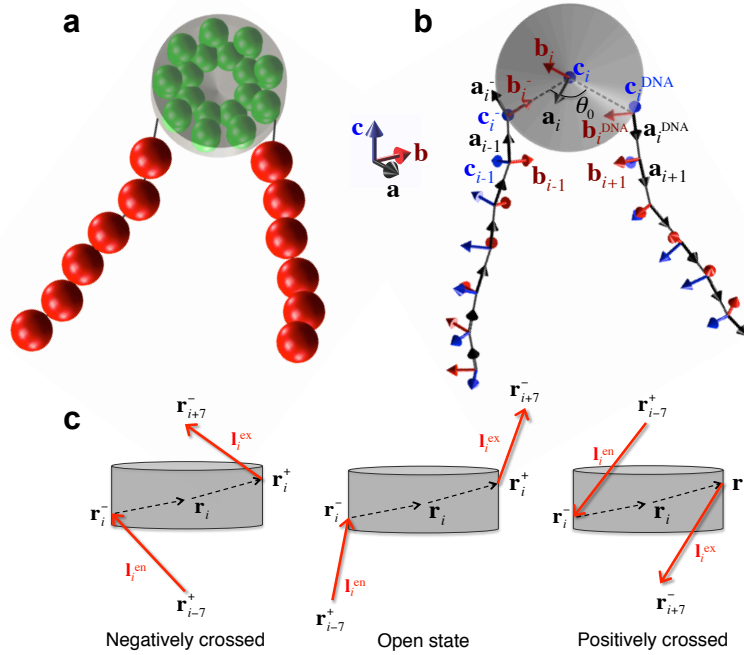 a
b
c
b
a
b_i
c_i
a_i
θ_0
b_i^-
a_i^-
c_i^-
a_{i-1}
c_{i-1}
b_{i-1}
c_i^{DNA}
b_i^{DNA}
a_i^{DNA}
b_{i+1}
a_{i+1}
c
r_{i+7}^-
l_i^{ex}
r_i^+
r_i^-
r_i
l_i^{en}
r_{i-7}^+
Negatively crossed
r_{i+7}^-
l_i^{ex}
r_i^+
r_i^-
r_i
l_i^{en}
r_{i-7}^+
Open state
r_{i-7}^+
l_i^{en}
r
r_i^-
r_i
l_i^{ex}
r_{i+7}^-
Positively crossed